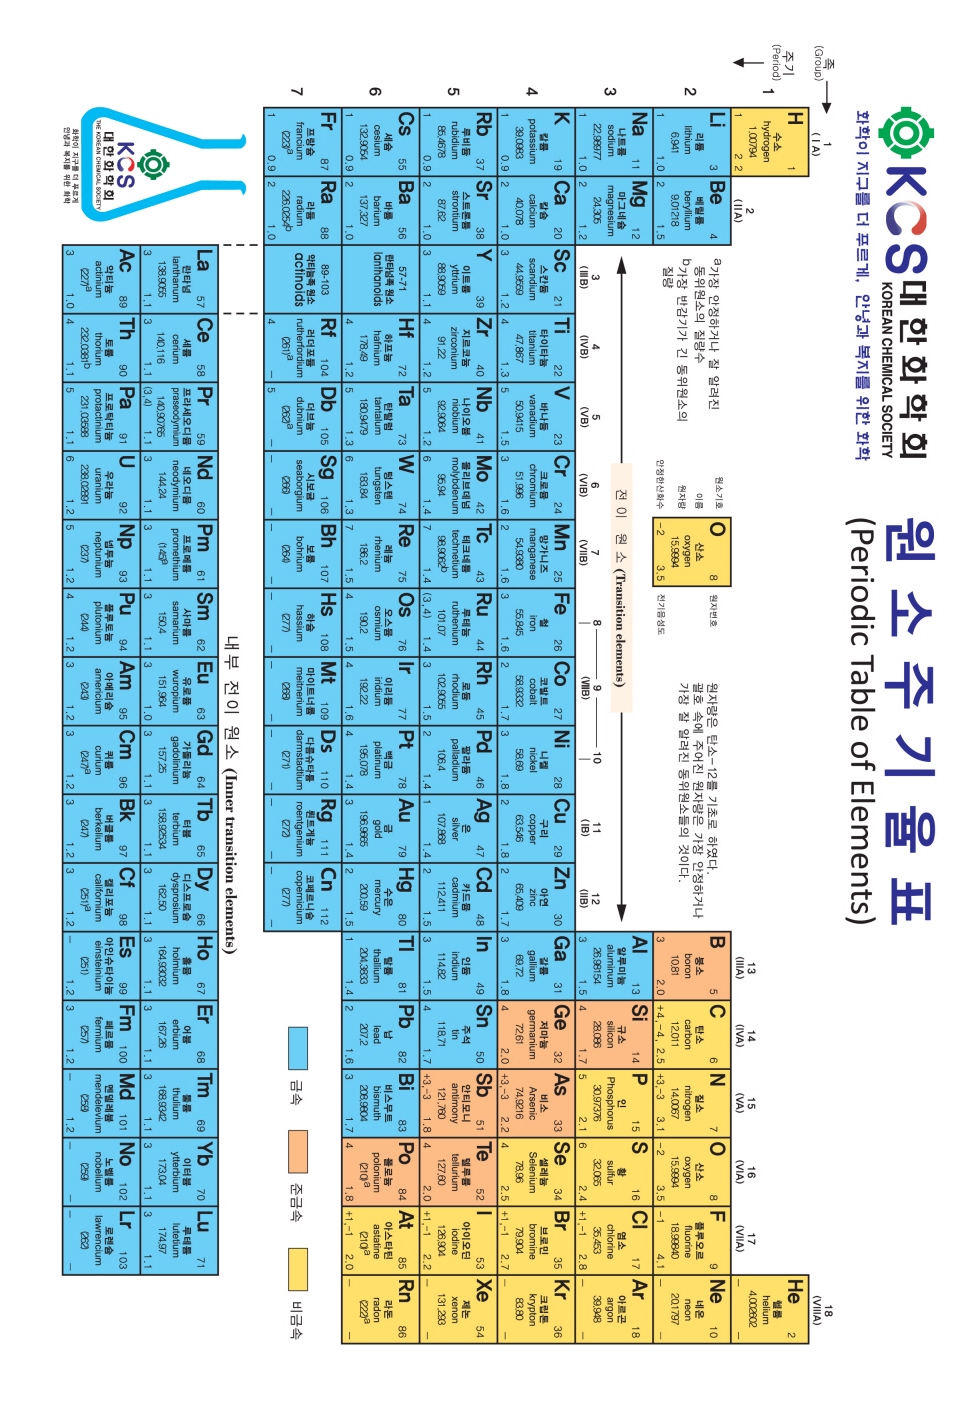 KCS 대한화학회
KOREAN CHEMICAL SOCIETY
화학이 지구를 더 푸르게, 안녕과 복지를 위한 화학
원소주기율표
(Periodic Table of Elements)
족 (Group)
주기 (Period)
1 18
(IA) (VIIIA)
1 H 1 He 2
수소 헬륨
hydrogen helium
1.00794 4.002602
1 2.2 –
2 13 14 15 16 17
(IIA) (IIIA) (IVA) (VA) (VIA) (VIIA)
a가장 안정하거나 잘 알려진
동위원소의 질량수
b가장 반감기가 긴 동위원소의
질량
원소기호 O 8 원자번호
이름 산소
oxygen
원자량 15.9994
안정한산화수 –2 3.5 전기음성도
원자량은 탄소-12를 기초로 하였다.
괄호 속에 주어진 원자량은 가장 안정하거나
가장 잘 알려진 동위원소들의 것이다.
2 Li 3 Be 4 B 5 C 6 N 7 O 8 F 9 Ne 10
리튬 베릴륨 붕소 탄소 질소 산소 플루오르 네온
lithium beryllium boron carbon nitrogen oxygen fluorine neon
6.941 9.01218 10.81 12.011 14.0067 15.9994 18.99840 20.1797
1 1.0 2 1.5 3 2.0 +4,-4, 2.5 +3,-3 3.1 –2 3.5 –1 4.1 –
전이 원소 (Transition elements)
3 Na 11 Mg 12 Al 13 Si 14 P 15 S 16 Cl 17 Ar 18
나트륨 마그네슘 알루미늄 규소 인 황 염소 아르곤
sodium magnesium aluminum silicon Phosphorus sulfur chlorine argon
22.98977 24.305 26.98154 28.086 30.97376 32.065 35.453 39.948
1 1.0 2 1.2 3 1.5 4 1.7 5 2.1 6 2.4 +1,-1 2.8 –
3 4 5 6 7 8 9 10 11 12
(IIIB) (IVB) (VB) (VIB) (VIIB) (VIIIB) (IB) (IIB)
4 K 19 Ca 20 Sc 21 Ti 22 V 23 Cr 24 Mn 25 Fe 26 Co 27 Ni 28 Cu 29 Zn 30 Ga 31 Ge 32 As 33 Se 34 Br 35 Kr 36
칼륨 칼슘 스칸듐 타이타늄 바나듐 크로뮴 망가니즈 철 코발트 니켈 구리 아연 갈륨 저마늄 비소 셀레늄 브로민 크립톤
potassium calcium scandium titanium vanadium chromium manganese iron cobalt nickel copper zinc gallium germanium Arsenic Selenium bromine krypton
39.0983 40.078 44.9559 47.867 50.9415 51.996 54.9380 55.845 58.9332 58.69 63.546 65.409 69.72 72.61 74.9216 78.96 79.904 83.80
1 0.9 2 1.0 3 1.2 4 1.3 5 1.5 3 1.6 2 1.6 3 1.6 2 1.7 2 1.8 2 1.8 2 1.7 3 1.8 4 2.0 +3,-3 2.2 4 2.5 +1,-1 2.7 –
5 Rb 37 Sr 38 Y 39 Zr 40 Nb 41 Mo 42 Tc 43 Ru 44 Rh 45 Pd 46 Ag 47 Cd 48 In 49 Sn 50 Sb 51 Te 52 I 53 Xe 54
루비듐 스트론튬 이트륨 지르코늄 나이오븀 몰리브데넘 테크네튬 루테늄 로듐 팔라듐 은 카드뮴 인듐 주석 안티모니 텔루륨 아이오딘 제논
rubidium strontium yttrium zirconium niobium molybdenum technetium ruthenium rhodium palladium silver cadmium indium tin antimony tellurium iodine xenon
85.4678 87.62 88.9059 91.22 92.9064 95.94 98.9062b 101.07 102.9055 106.4 107.868 112.411 114.82 118.71 121.760 127.60 126.904 131.293
1 0.9 2 1.0 3 1.1 4 1.2 5 1.2 6 1.3 7 1.4 (3,4) 1.4 3 1.5 2 1.4 1 1.4 2 1.5 3 1.5 4 1.7 +3,-3 1.8 4 2.0 +1,-1 2.2 –
6 Cs 55 Ba 56 57-71 Hf 72 Ta 73 W 74 Re 75 Os 76 Ir 77 Pt 78 Au 79 Hg 80 Tl 81 Pb 82 Bi 83 Po 84 At 85 Rn 86
세슘 바륨 란타넘족 원소 하프늄 탄탈럼 텅스텐 레늄 오스뮴 이리듐 백금 금 수은 탈륨 납 비스무트 폴로늄 아스타틴 라돈
cesium barium lanthanoids hafnium tantalum tungsten rhenium osmium iridium platinum gold mercury thallium lead bismuth polonium astatine radon
132.9054 137.327 178.49 180.9479 183.84 186.2 190.2 192.22 195.078 196.9665 200.59 204.3833 207.2 208.9804 (210)a (210)a (222)a
1 0.9 2 1.0 4 1.2 5 1.3 6 1.4 7 1.5 4 1.5 4 1.6 4 1.4 3 1.4 2 1.5 1 1.4 2 1.6 3 1.7 4 1.8 +1,-1 2.0 –
7 Fr 87 Ra 88 89-103 Rf 104 Db 105 Sg 106 Bh 107 Hs 108 Mt 109 Ds 110 Rg 111 Cn 112
프랑슘 라듐 악티늄족 원소 러더포듐 더브늄 시보귬 보륨 하슘 마이트너륨 다름슈타튬 뢴트게늄 코페르니슘
francium radium actinoids rutherfordium dubnium seaborgium bohrium hassium meitnerium darmstadtium roentgenium copernicium
(223)a 226.0254b (261)a (262)a (266) (264) (277) (268) (271) (272) (277)
1 0.9 2 1.0 4 – 5 – – – – – – – –
금속 준금속 비금속
내부 전이 원소 (Inner transition elements)
La 57 Ce 58 Pr 59 Nd 60 Pm 61 Sm 62 Eu 63 Gd 64 Tb 65 Dy 66 Ho 67 Er 68 Tm 69 Yb 70 Lu 71
란타넘 세륨 프라세오디뮴 네오디뮴 프로메튬 사마륨 유로퓸 가돌리늄 터븀 디스프로슘 홀뮴 어븀 툴륨 이터븀 루테튬
lanthanum cerium praseodymium neodymium promethium samarium wuropium gadolinium terbium dysprosium holmium erbium thulium ytterbium lutetium
138.9055 140.116 140.90765 144.24 (145)a 150.4 151.964 157.25 158.92534 162.50 164.93032 167.26 168.9342 173.04 174.97
3 1.1 3 1.1 (3,4) 1.1 3 1.1 3 1.1 3 1.1 3 1.0 3 1.1 3 1.1 3 1.1 3 1.1 3 1.1 3 1.1 3 1.1 3 1.1
Ac 89 Th 90 Pa 91 U 92 Np 93 Pu 94 Am 95 Cm 96 Bk 97 Cf 98 Es 99 Fm 100 Md 101 No 102 Lr 103
악티늄 토륨 프로탁티늄 우라늄 넵투늄 플루토늄 아메리슘 퀴륨 버클륨 캘리포늄 아인슈타이늄 페르뮴 멘델레븀 노벨륨 로렌슘
actinium thorium protactinium uranium neptunium plutonium americium curium berkelium californium einsteinium fermium mendelevium nobelium lawrencium
(227)a 232.0381b 231.03588 238.02891 (237) (244) (243) (247)a (247) (251)a (251) (257) (258) (259) (262)
3 1.0 4 1.1 5 1.1 6 1.2 5 1.2 4 1.2 3 1.2 3 1.2 3 1.2 3 1.2 – 3 1.2 – – –
KCS
대한화학회
THE KOREAN CHEMICAL SOCIETY
화학이 지구를 더 푸르게
안녕과 복지를 위한 화학